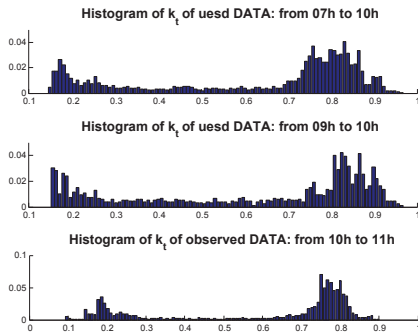 Histogram of k_t of uesd DATA: from 07h to 10h
0.04
0.02
0
0.1 0.2 0.3 0.4 0.5 0.6 0.7 0.8 0.9 1
Histogram of k_t of uesd DATA: from 09h to 10h
0.04
0.02
0
0.1 0.2 0.3 0.4 0.5 0.6 0.7 0.8 0.9 1
Histogram of k_t of observed DATA: from 10h to 11h
0.1
0.05
0
0 0.1 0.2 0.3 0.4 0.5 0.6 0.7 0.8 0.9 1